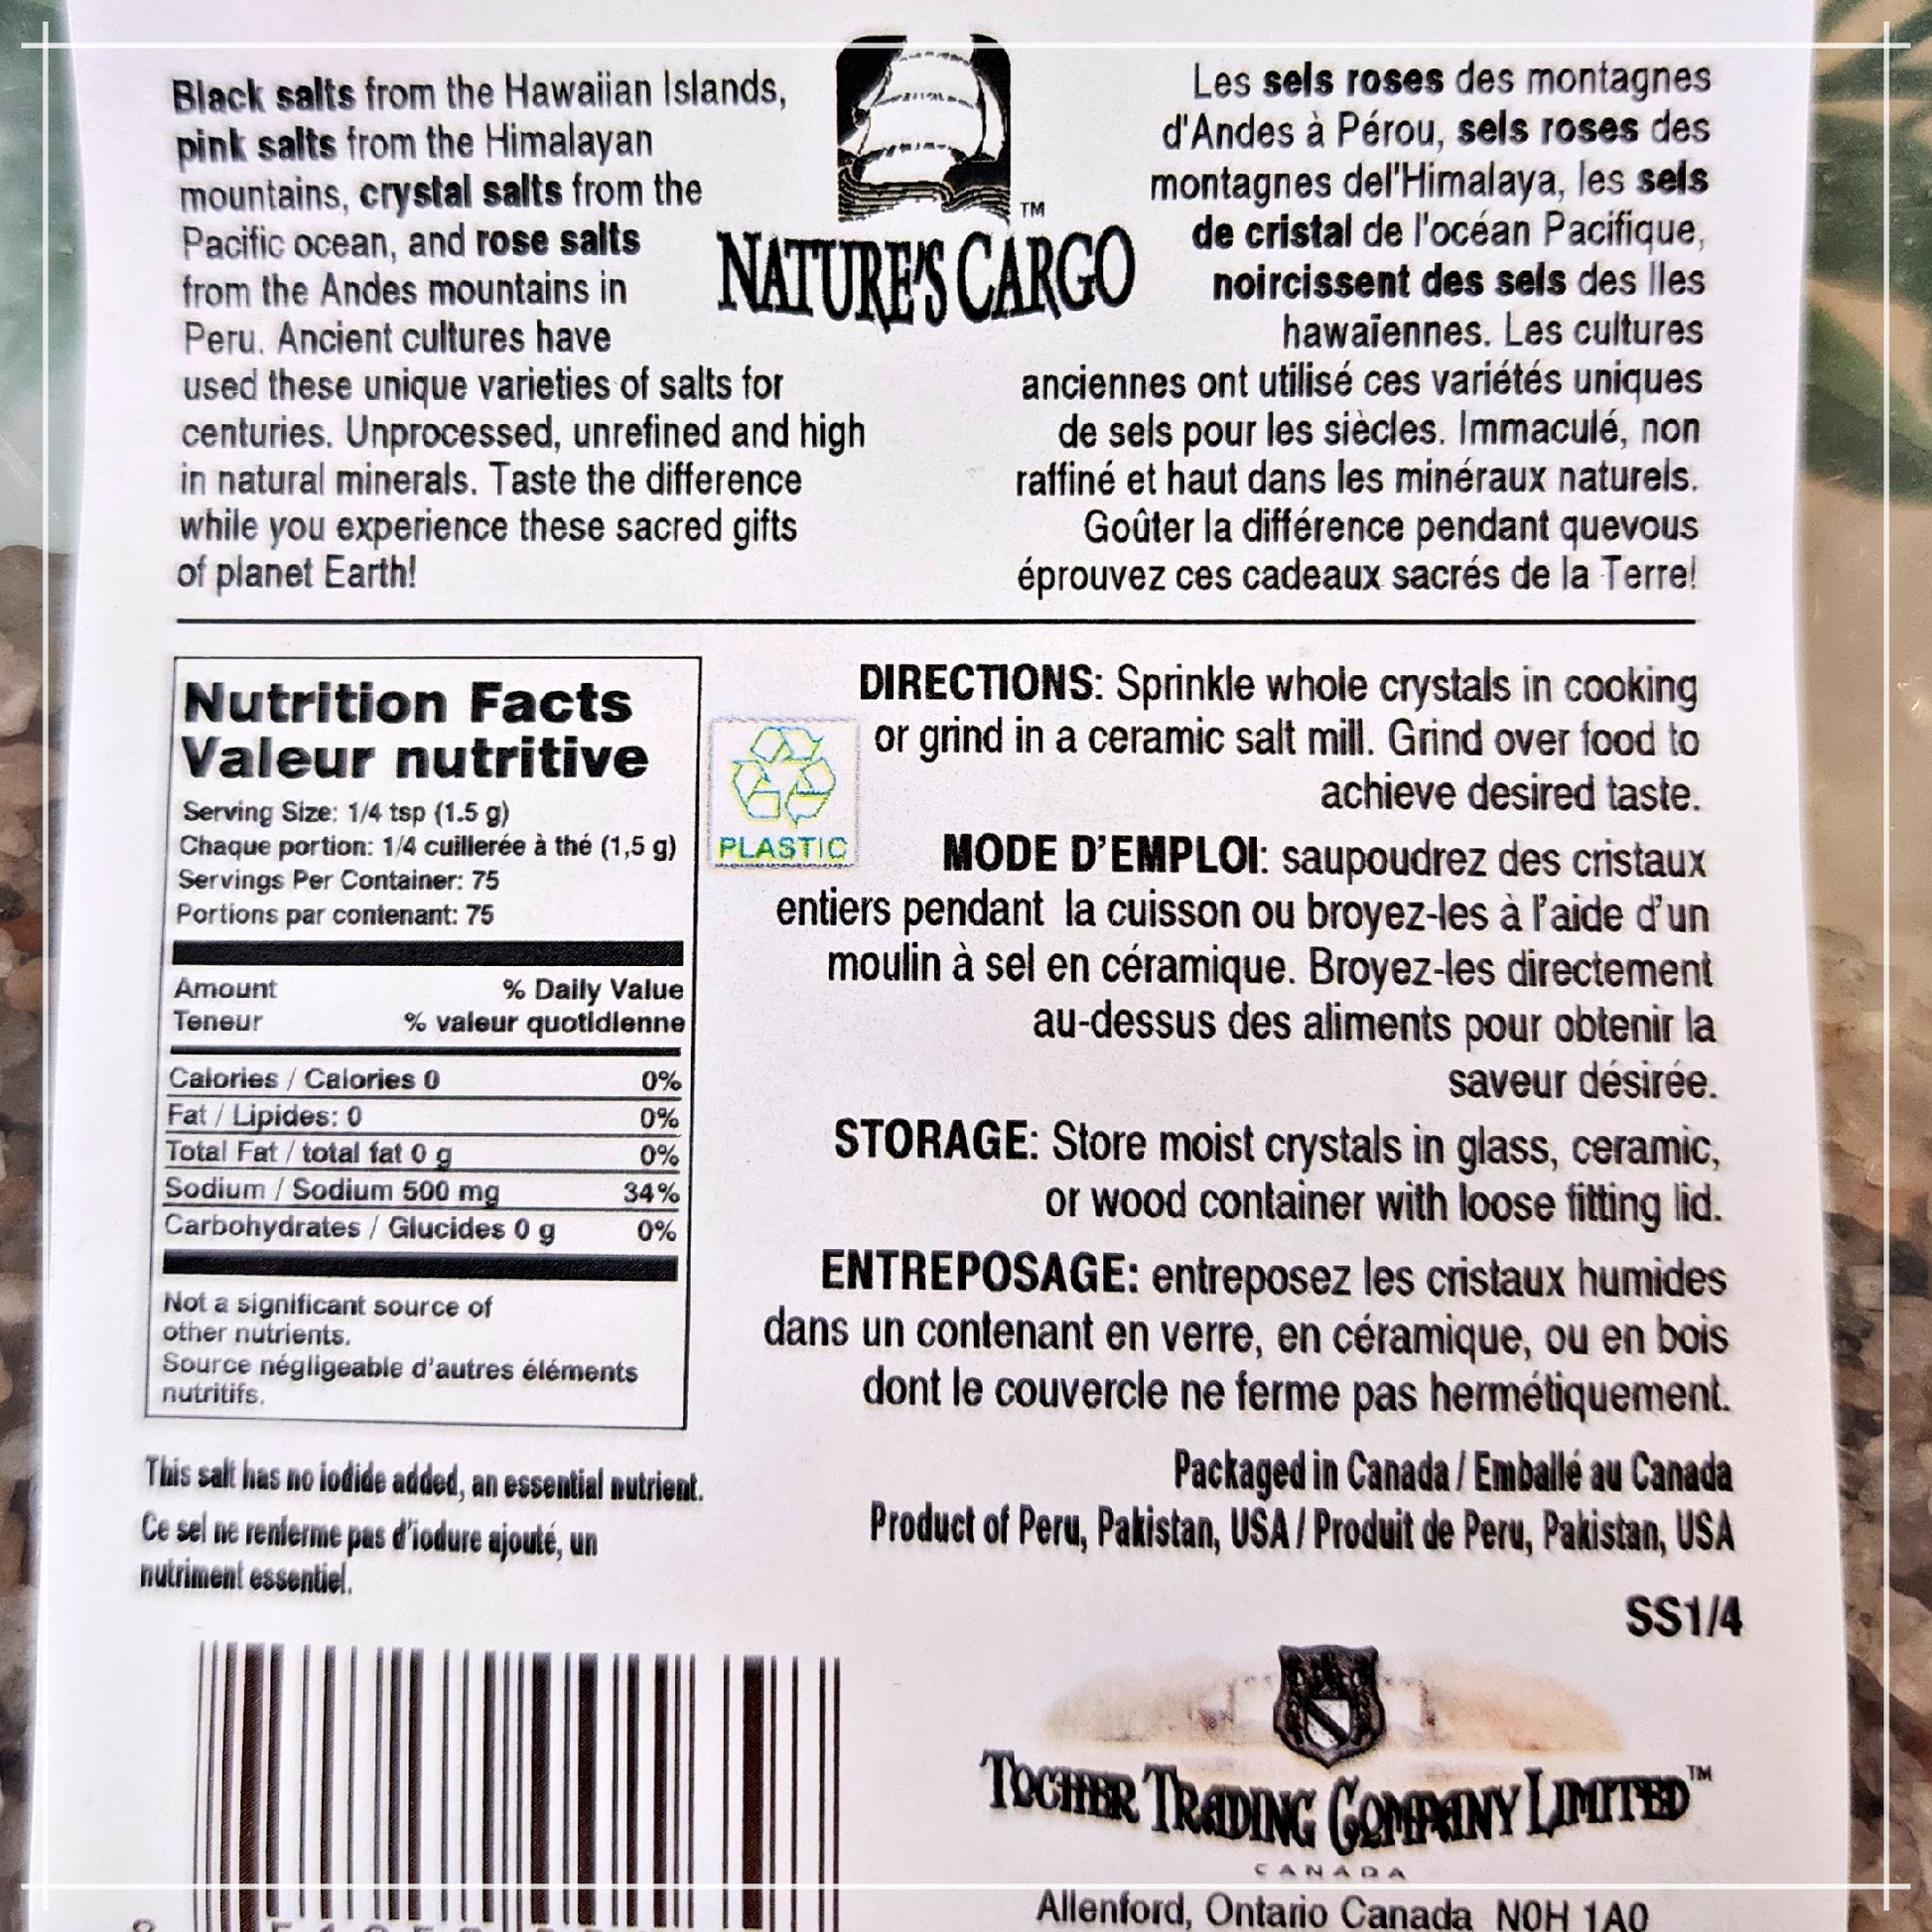 Black salts from the Hawaiian Islands,
pink salts from the Himalayan
mountains, crystal salts from the
Pacific ocean, and rose salts
from the Andes mountains in
Peru. Ancient cultures have
used these unique varieties of salts for
centuries. Unprocessed, unrefined and high
in natural minerals. Taste the difference
while you experience these sacred gifts
of planet Earth!
TM
NATURE'S CARGO
Les sels roses des montagnes
d'Andes à Pérou, sels roses des
montagnes del'Himalaya, les sels
de cristal de l'océan Pacifique,
noircissent des sels des Iles
hawaïennes. Les cultures
anciennes ont utilisé ces variétés uniques
de sels pour les siècles. Immaculé, non
raffiné et haut dans les minéraux naturels.
Goûter la différence pendant quevous
éprouvez ces cadeaux sacrés de la Terre!
Nutrition Facts
Valeur nutritive
Serving Size: 1/4 tsp (1.5 g)
Chaque portion: 1/4 cuillerée à thé (1,5 g)
Servings Per Container: 75
Portions par contenant: 75
Amount % Daily Value
Teneur % valeur quotidienne
Calories / Calories 0 0%
Fat / Lipides: 0 0%
Total Fat / total fat 0 g 0%
Sodium / Sodium 500 mg 34%
Carbohydrates / Glucides 0 g 0%
Not a significant source of
other nutrients.
Source négligeable d'autres éléments
nutritifs.
This salt has no iodide added, an essential nutrient.
Ce sel ne renferme pas d'iodure ajouté, un
nutriment essentiel.
PLASTIC
DIRECTIONS: Sprinkle whole crystals in cooking
or grind in a ceramic salt mill. Grind over food to
achieve desired taste.
MODE D'EMPLOI: saupoudrez des cristaux
entiers pendant la cuisson ou broyez-les à l'aide d'un
moulin à sel en céramique. Broyez-les directement
au-dessus des aliments pour obtenir la
saveur désirée.
STORAGE: Store moist crystals in glass, ceramic,
or wood container with loose fitting lid.
ENTREPOSAGE: entreposez les cristaux humides
dans un contenant en verre, en céramique, ou en bois
dont le couvercle ne ferme pas hermétiquement.
Packaged in Canada / Emballé au Canada
Product of Peru, Pakistan, USA / Produit de Peru, Pakistan, USA
SS1/4
TOCHER TRADING COMPANY LIMITED TM
CANADA
Allenford, Ontario Canada N0H 1A0